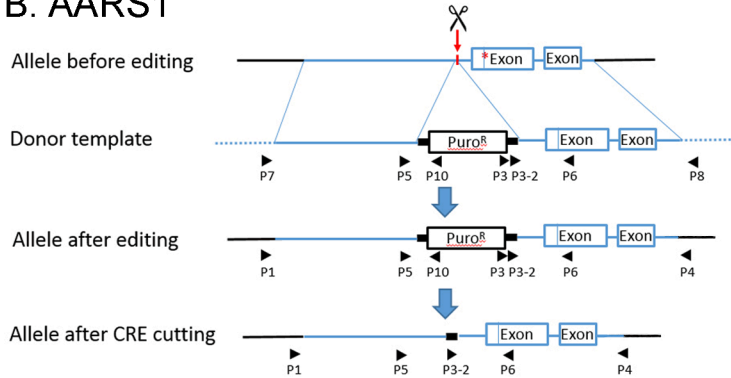 B. AARS1
Allele before editing
*Exon Exon
Donor template
Puroᴿ Exon Exon
P7 P5 P10 P3 P3-2 P6 P8
Allele after editing
Puroᴿ Exon Exon
P1 P5 P10 P3 P3-2 P6 P4
Allele after CRE cutting
Exon Exon
P1 P5 P3-2 P6 P4